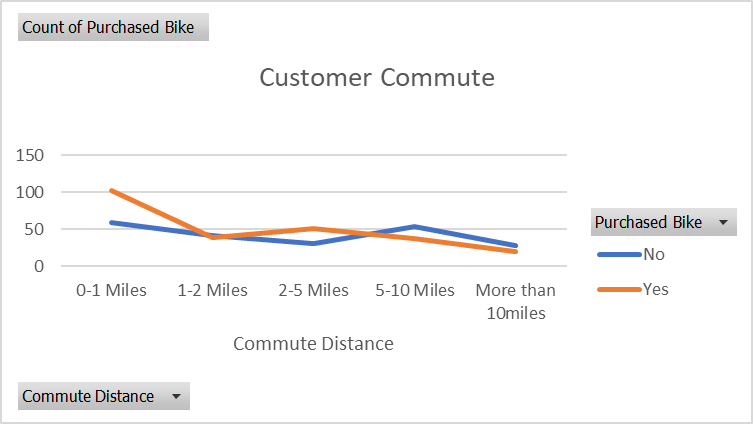 Count of Purchased Bike
Customer Commute
150
100
50
0
0-1 Miles
1-2 Miles
2-5 Miles
5-10 Miles
More than
10miles
Commute Distance
Purchased Bike
No
Yes
Commute Distance